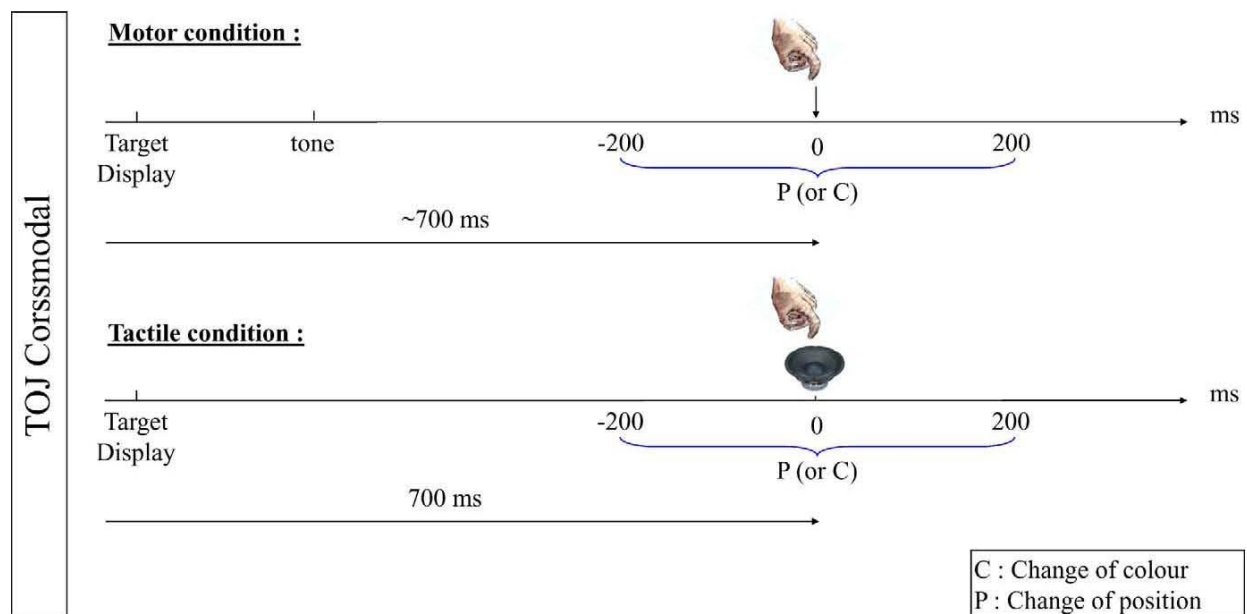 TOJ Corssmodal
Motor condition :
ms
Target
Display
tone
-200
0
200
P (or C)
~700 ms
Tactile condition :
ms
Target
Display
-200
0
200
P (or C)
700 ms
C : Change of colour
P : Change of position